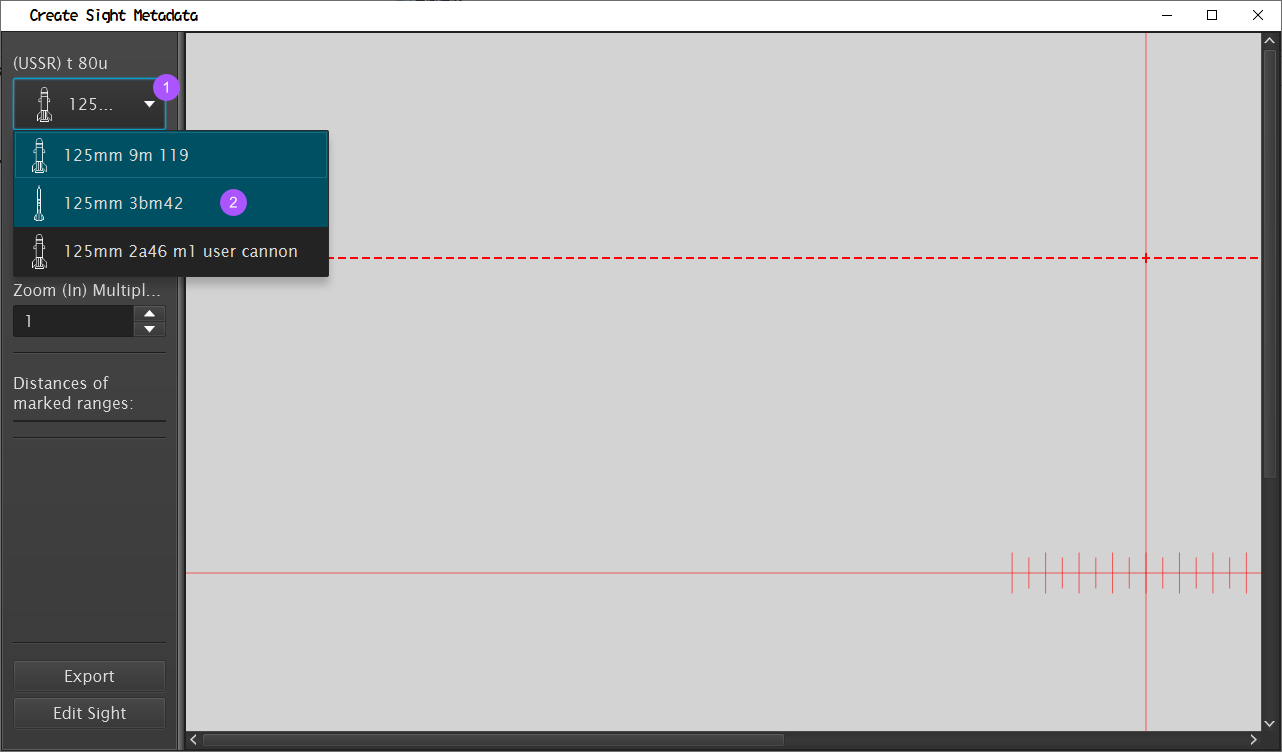 Create Sight Metadata
(USSR) t 80u
1
125...
125mm 9m 119
125mm 3bm42
2
125mm 2a46 m1 user cannon
Zoom (In) Multipl...
1
Distances of
marked ranges:
Export
Edit Sight